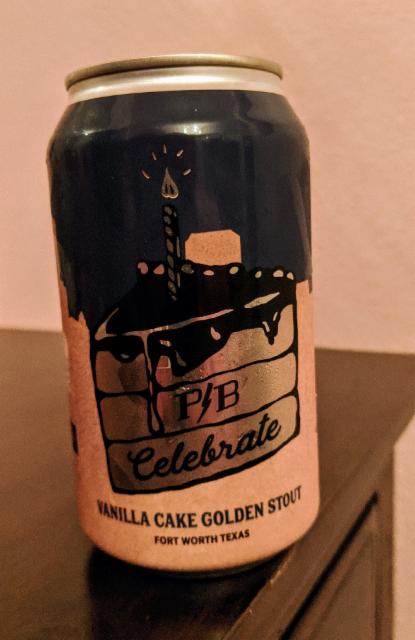 P/B
Celebrate
VANILLA CAKE GOLDEN STOUT
FORT WORTH TEXAS